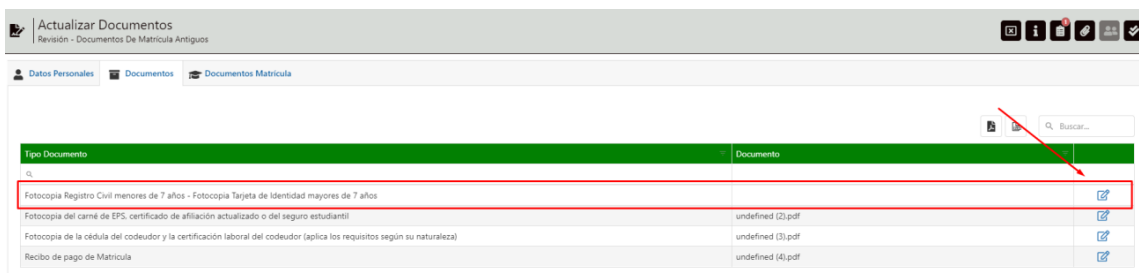 Actualizar Documentos
Revisión - Documentos De Matrícula Antiguos
Datos Personales Documentos Documentos Matrícula
Buscar...
Tipo Documento Documento
Fotocopia Registro Civil menores de 7 años - Fotocopia Tarjeta de Identidad mayores de 7 años
Fotocopia del carné de EPS, certificado de afiliación actualizado o del seguro estudiantil undefined (2).pdf
Fotocopia de la cédula del codeudor y la certificación laboral del codeudor (aplica los requisitos según su naturaleza) undefined (3).pdf
Recibo de pago de Matricula undefined (4).pdf